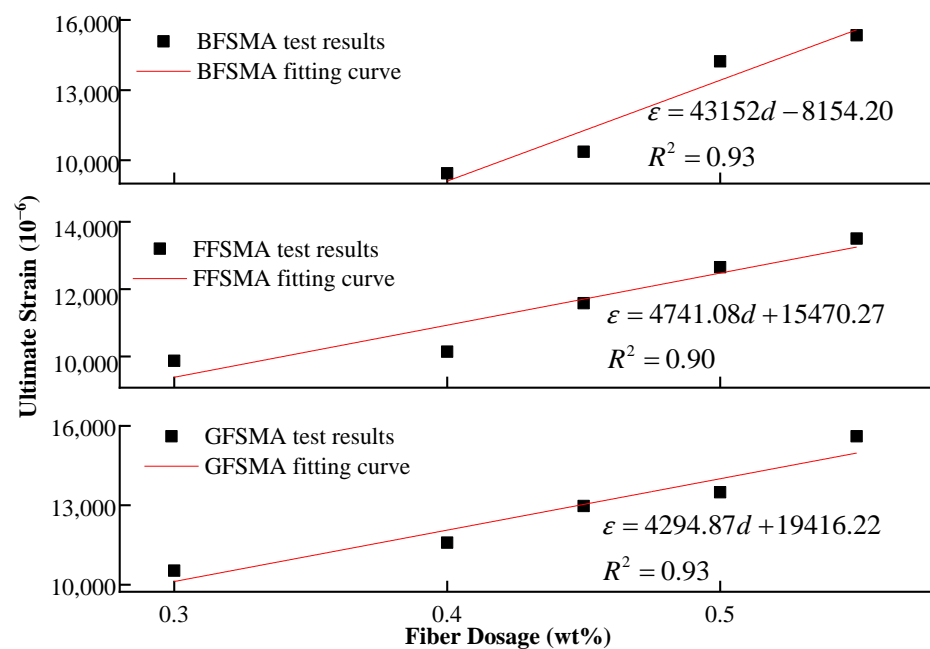 Ultimate Strain (10⁻⁶)
16,000
13,000
10,000
BFSMA test results
BFSMA fitting curve
ε = 43152d − 8154.20
R² = 0.93
14,000
12,000
10,000
FFSMA test results
FFSMA fitting curve
ε = 4741.08d + 15470.27
R² = 0.90
16,000
13,000
10,000
GFSMA test results
GFSMA fitting curve
ε = 4294.87d + 19416.22
R² = 0.93
0.3 0.4 0.5
Fiber Dosage (wt%)